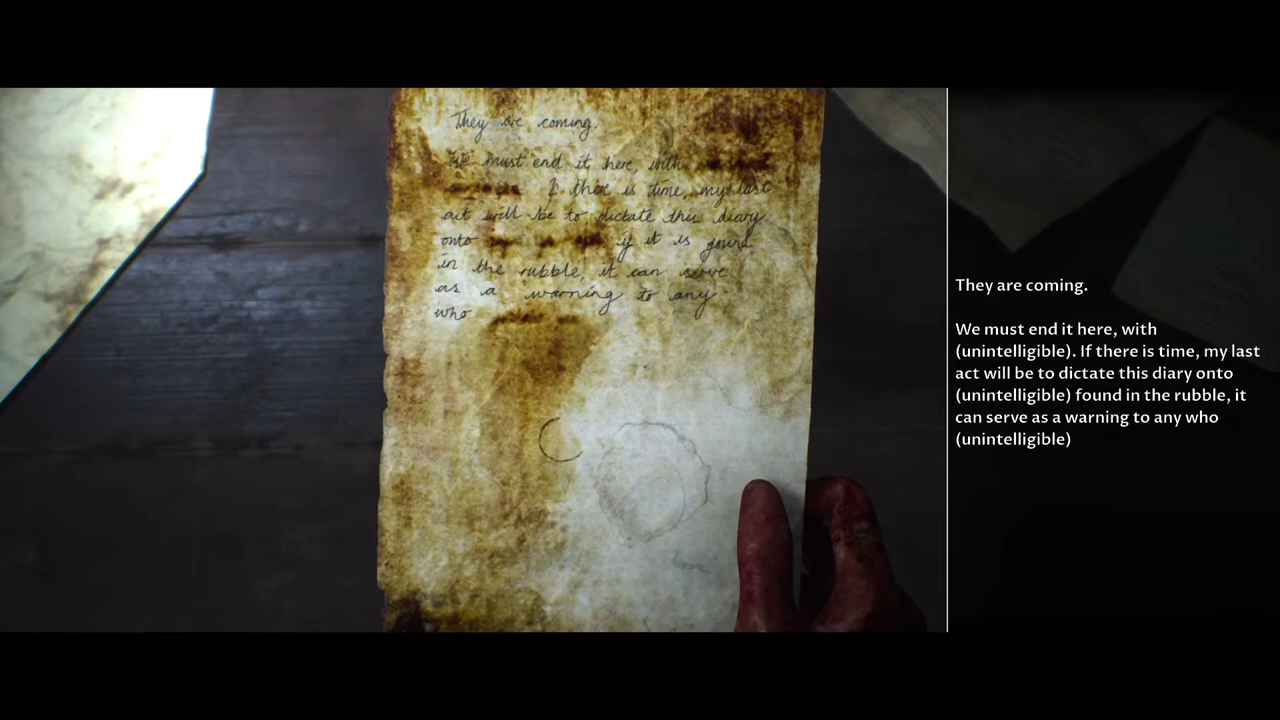 They are coming.
We must end it here, with
If there is time, my last
act will be to dictate this diary
onto if it is found
in the rubble, it can serve
as a warning to any
who
They are coming.
We must end it here, with
(unintelligible). If there is time, my last
act will be to dictate this diary onto
(unintelligible) found in the rubble, it
can serve as a warning to any who
(unintelligible)